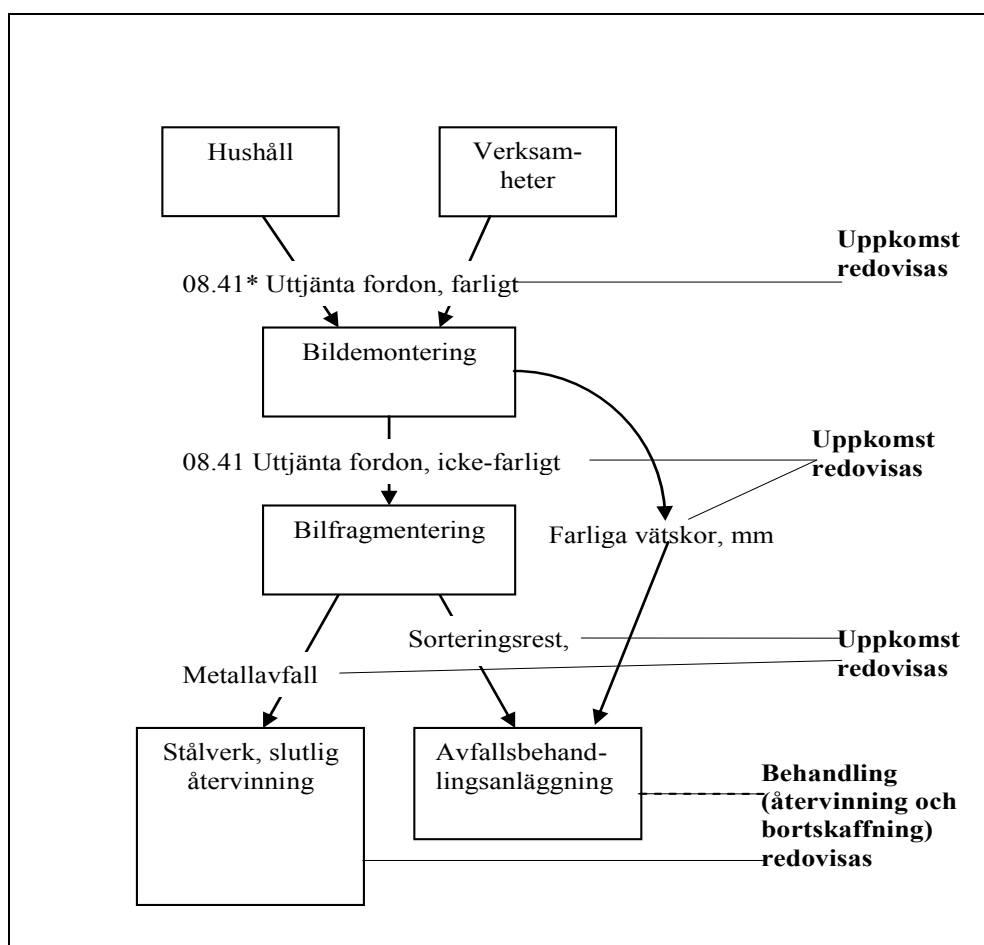 Hushåll
Verksam-
heter
Uppkomst
redovisas
08.41* Uttjänta fordon, farligt
Bildemontering
Uppkomst
redovisas
08.41 Uttjänta fordon, icke-farligt
Bilfragmentering
Farliga vätskor, mm
Sorteringsrest,
Uppkomst
redovisas
Metallavfall
Stålverk, slutlig
återvinning
Avfallsbehand-
lingsanläggning
Behandling
(återvinning och
bortskaffning)
redovisas